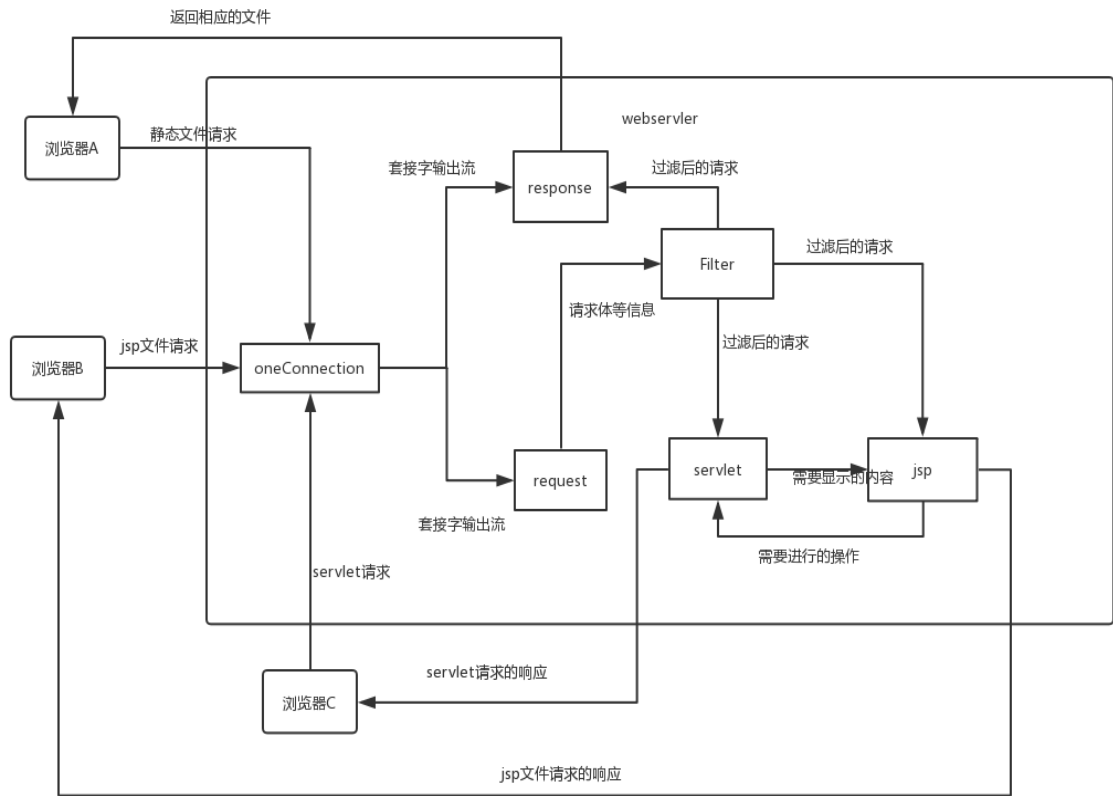 返回相应的文件
webservler
浏览器A
静态文件请求
套接字输出流
response
过滤后的请求
Filter
过滤后的请求
请求体等信息
过滤后的请求
浏览器B
jsp文件请求
oneConnection
request
servlet
需要显示的内容
jsp
套接字输出流
需要进行的操作
servlet请求
浏览器C
servlet请求的响应
jsp文件请求的响应